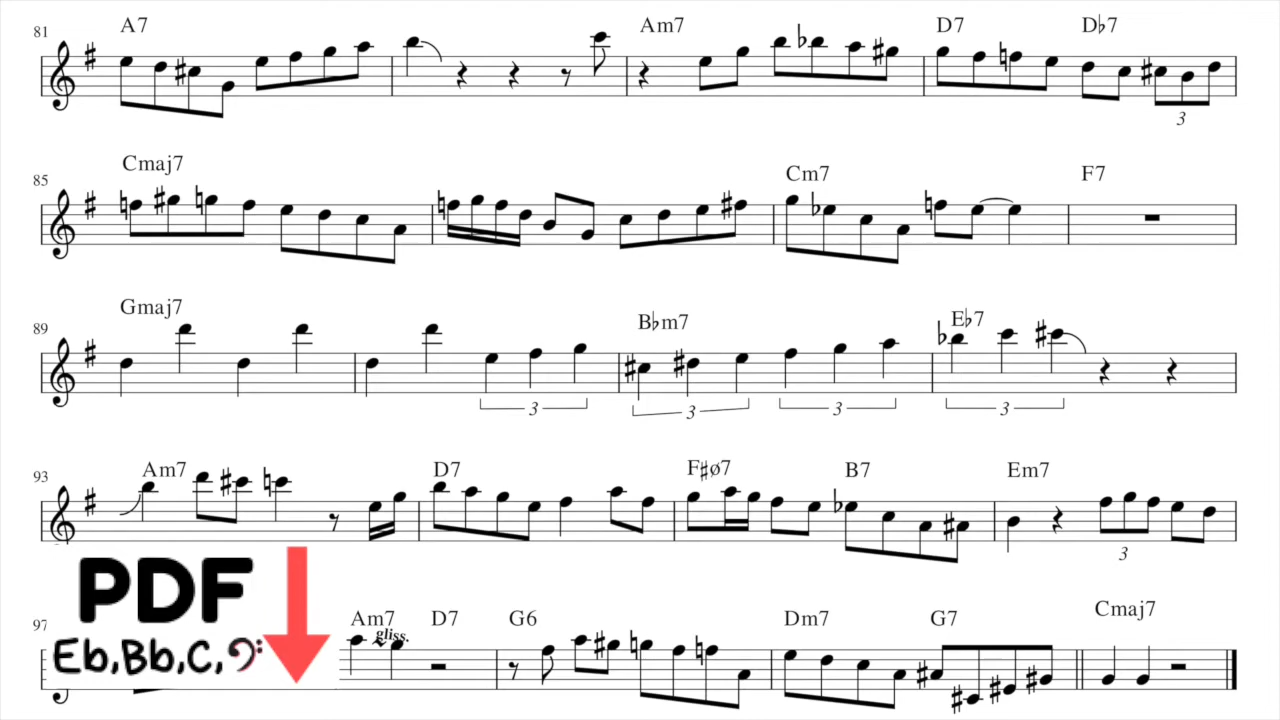 81 A7 Am7 D7 D♭7
3
85 Cmaj7 Cm7 F7
89 Gmaj7 B♭m7 E♭7
3 3 3 3
93 Am7 D7 F♯ø7 B7 Em7
3
PDF
Eb,Bb,C,𝄢
97 Am7 D7 G6 Dm7 G7 Cmaj7
gliss.